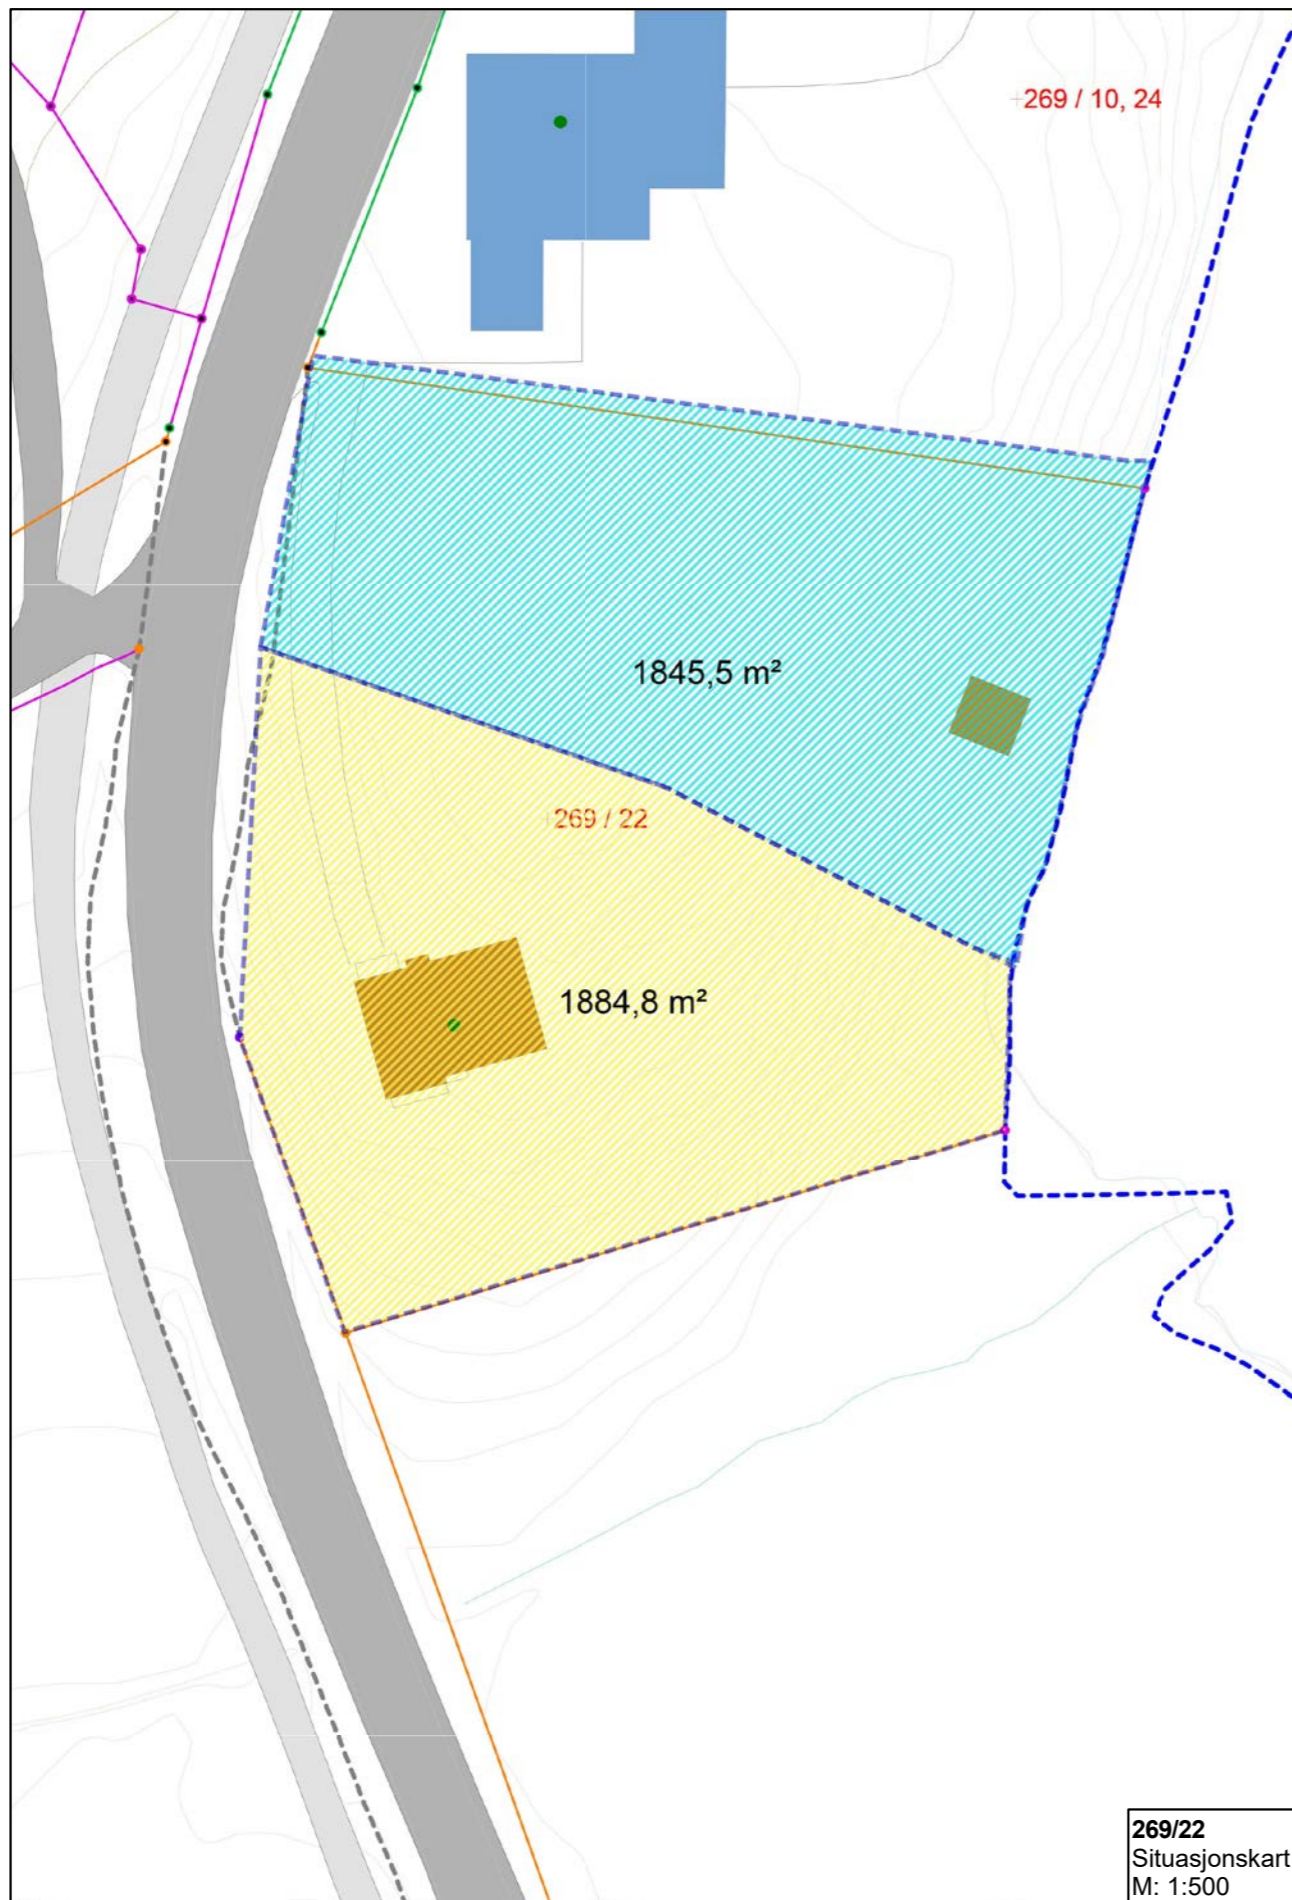 +269 / 10, 24
1845,5 m²
+269 / 22
1884,8 m²
269/22
Situasjonskart
M: 1:500